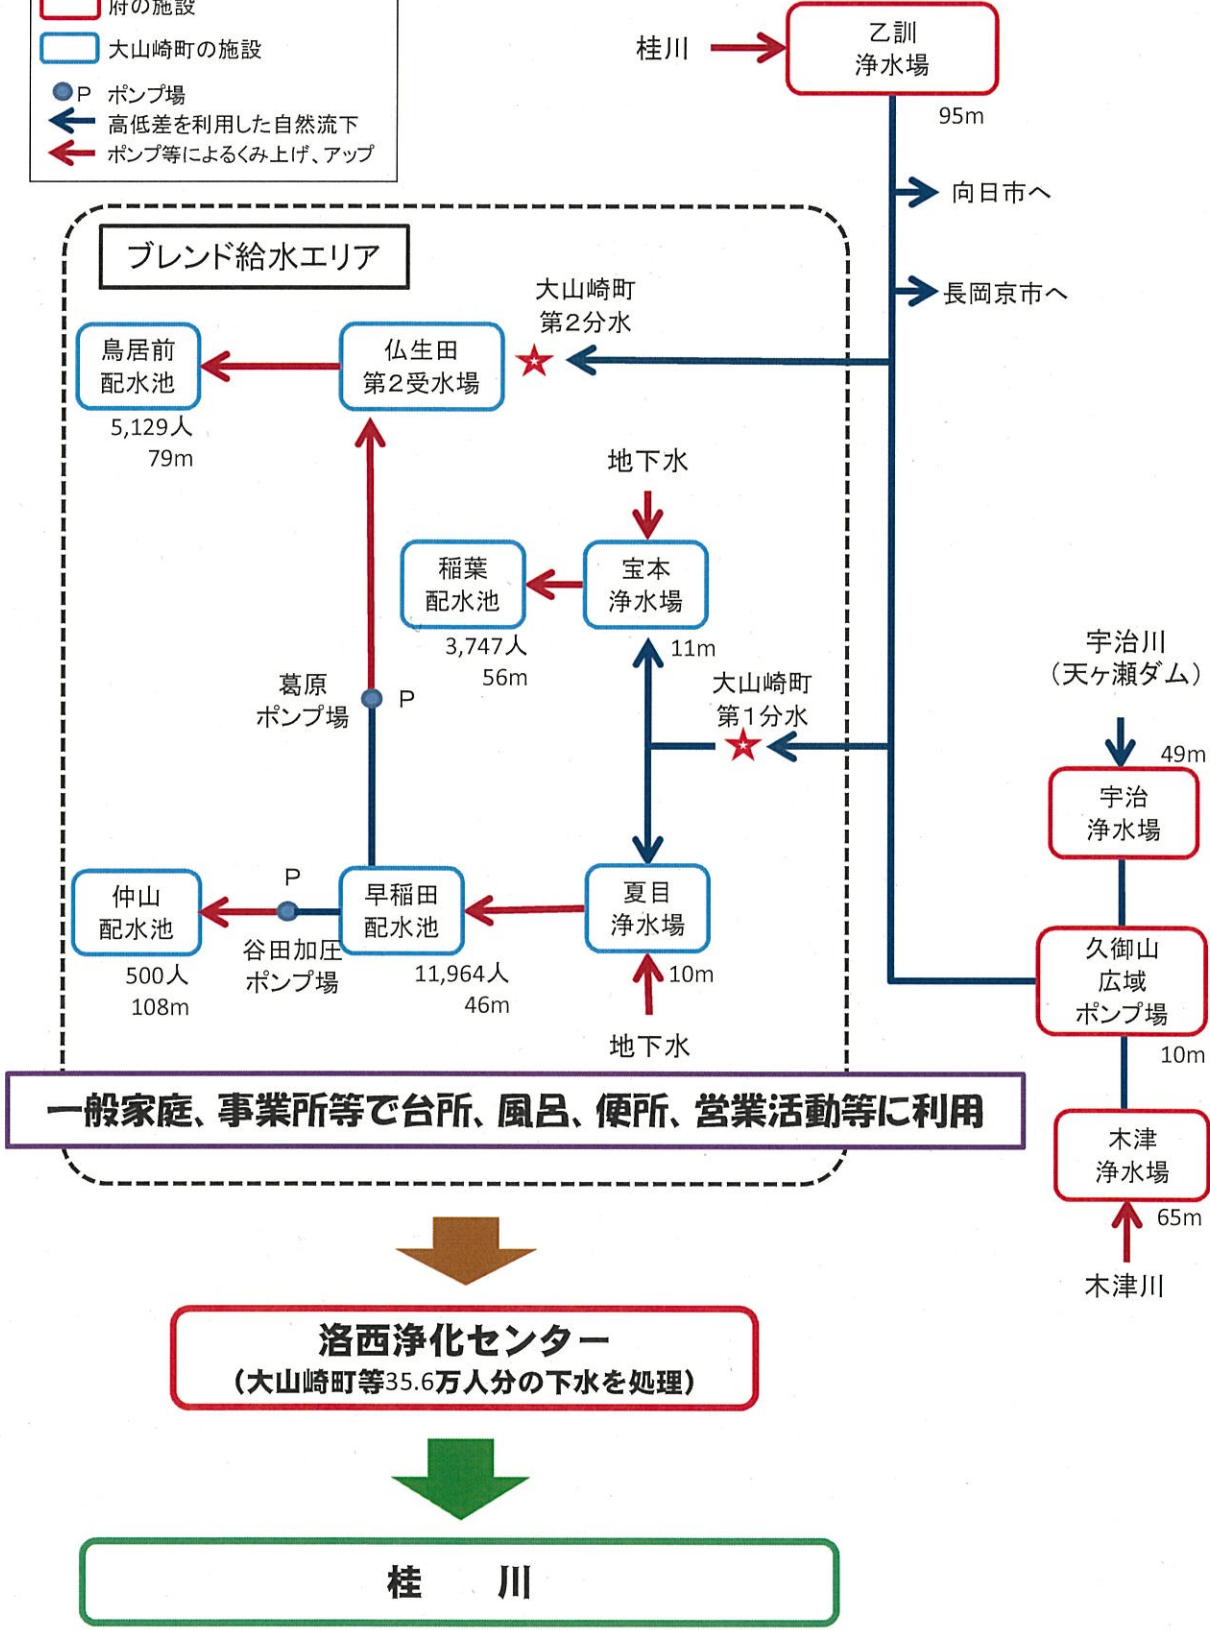 府の施設
大山崎町の施設
P ポンプ場
高低差を利用した自然流下
ポンプ等によるくみ上げ、アップ
桂川
乙訓
浄水場
95m
向日市へ
長岡京市へ
ブレンド給水エリア
大山崎町
第2分水
鳥居前
配水池
5,129人
79m
仏生田
第2受水場
地下水
稲葉
配水池
3,747人
56m
宝本
浄水場
11m
大山崎町
第1分水
葛原
ポンプ場
P
宇治川
（天ヶ瀬ダム）
49m
宇治
浄水場
仲山
配水池
500人
108m
P
谷田加圧
ポンプ場
早稲田
配水池
11,964人
46m
夏目
浄水場
10m
地下水
久御山
広域
ポンプ場
10m
木津
浄水場
65m
木津川
一般家庭、事業所等で台所、風呂、便所、営業活動等に利用
洛西浄化センター
（大山崎町等35.6万人分の下水を処理）
桂　川